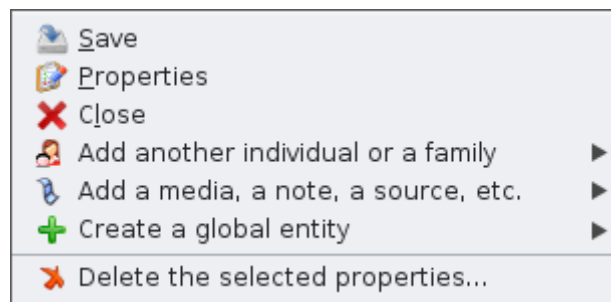 Save
Properties
Close
Add another individual or a family
Add a media, a note, a source, etc.
Create a global entity
Delete the selected properties...